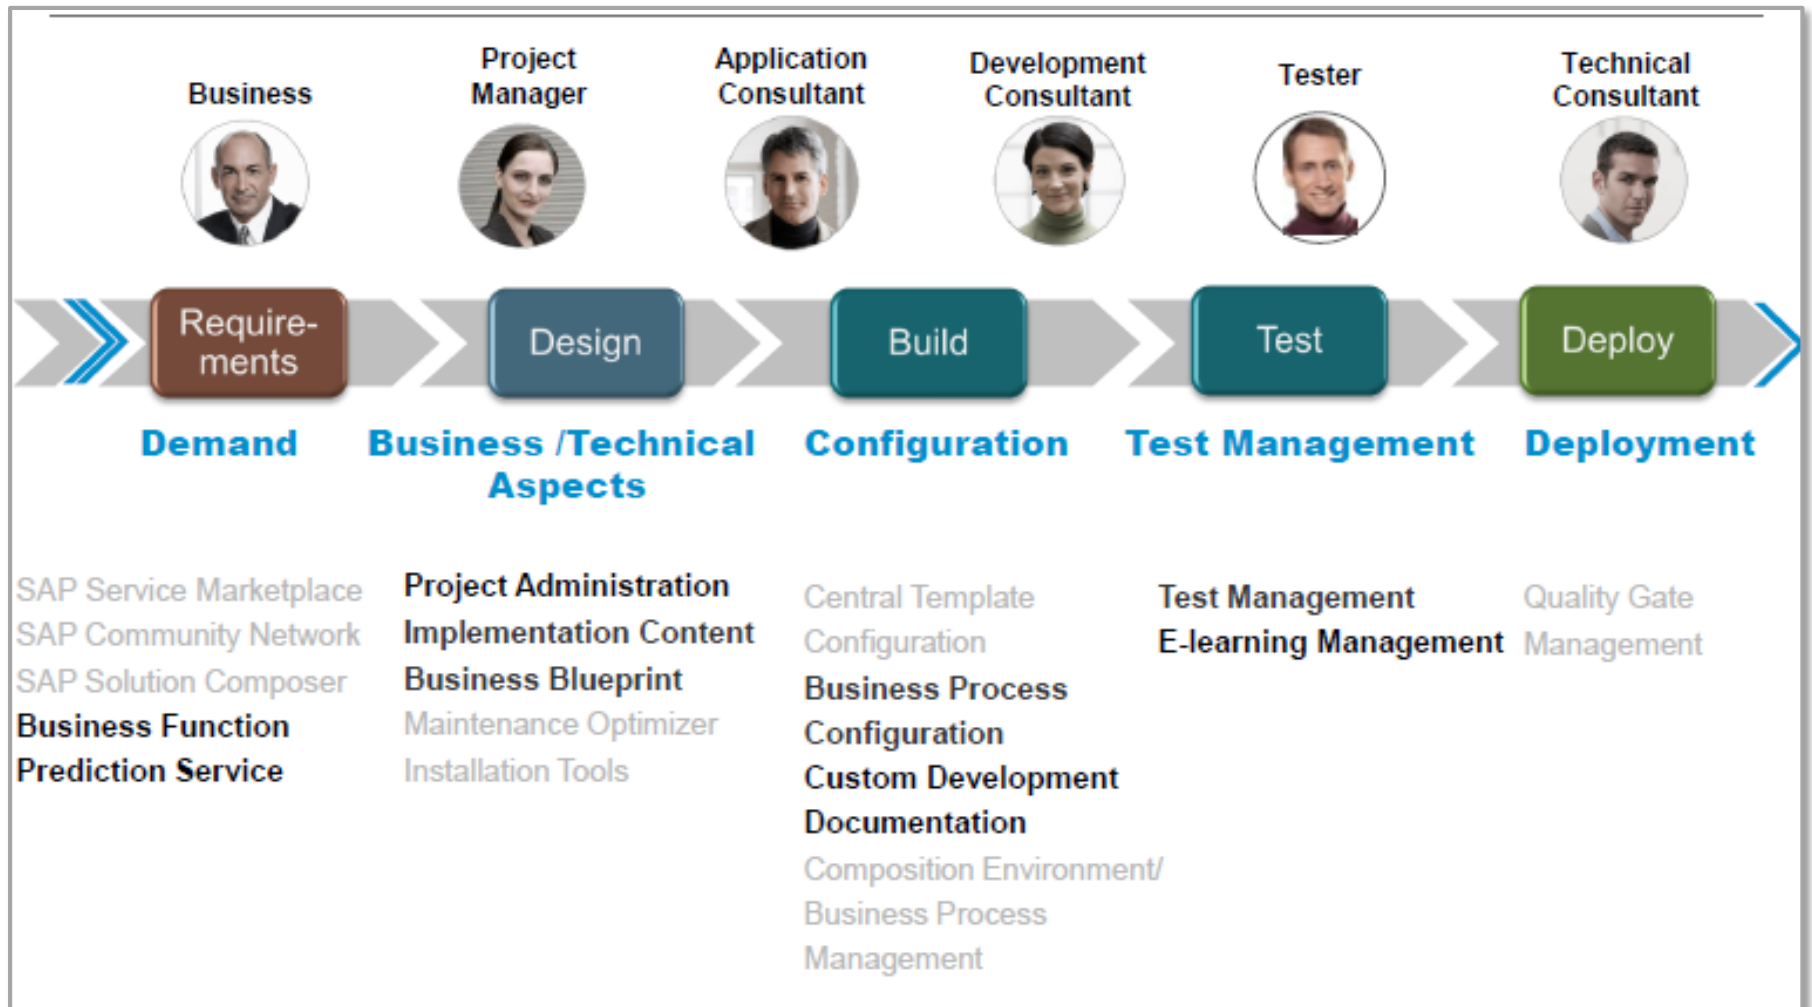 Business
Project
Manager
Application
Consultant
Development
Consultant
Tester
Technical
Consultant
Require-
ments
Design
Build
Test
Deploy
Demand
Business /Technical
Aspects
Configuration
Test Management
Deployment
SAP Service Marketplace
SAP Community Network
SAP Solution Composer
Business Function
Prediction Service
Project Administration
Implementation Content
Business Blueprint
Maintenance Optimizer
Installation Tools
Central Template
Configuration
Business Process
Configuration
Custom Development
Documentation
Composition Environment/
Business Process
Management
Test Management
E-learning Management
Quality Gate
Management